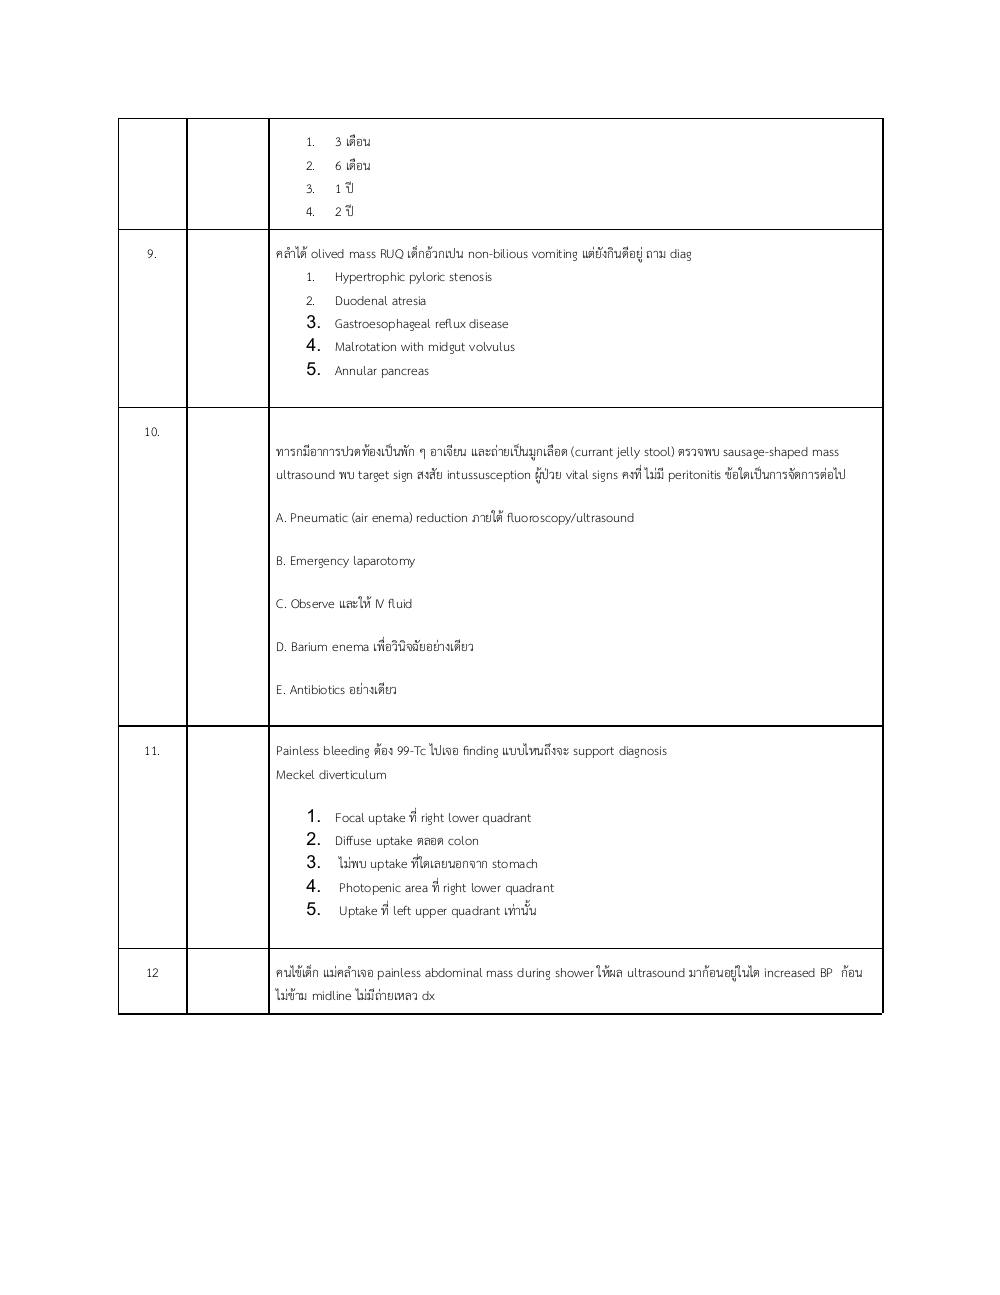 1. 3 เดือน
2. 6 เดือน
3. 1 ปี
4. 2 ปี
9. คลำได้ olived mass RUQ เด็กอ้วกเปน non-bilious vomiting แต่ยังกินดีอยู่ ถาม diag
1. Hypertrophic pyloric stenosis
2. Duodenal atresia
3. Gastroesophageal reflux disease
4. Malrotation with midgut volvulus
5. Annular pancreas
10.
ทารกมีอาการปวดท้องเป็นพัก ๆ อาเจียน และถ่ายเป็นมูกเลือด (currant jelly stool) ตรวจพบ sausage-shaped mass
ultrasound พบ target sign สงสัย intussusception ผู้ป่วย vital signs คงที่ ไม่มี peritonitis ข้อใดเป็นการจัดการต่อไป
A. Pneumatic (air enema) reduction ภายใต้ fluoroscopy/ultrasound
B. Emergency laparotomy
C. Observe และให้ IV fluid
D. Barium enema เพื่อวินิจฉัยอย่างเดียว
E. Antibiotics อย่างเดียว
11. Painless bleeding ต้อง 99-Tc ไปเจอ finding แบบไหนถึงจะ support diagnosis
Meckel diverticulum
1. Focal uptake ที่ right lower quadrant
2. Diffuse uptake ตลอด colon
3. ไม่พบ uptake ที่ใดเลยนอกจาก stomach
4. Photopenic area ที่ right lower quadrant
5. Uptake ที่ left upper quadrant เท่านั้น
12 คนไข้เด็ก แม่คลำเจอ painless abdominal mass during shower ให้ผล ultrasound มาก้อนอยู่ในไต increased BP ก้อน
ไม่ข้าม midline ไม่มีถ่ายเหลว dx